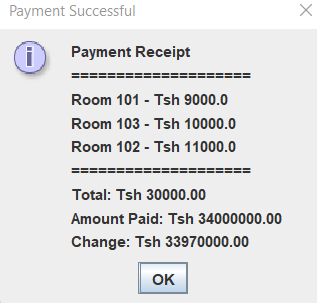 Payment Successful
Payment Receipt
====================
Room 101 - Tsh 9000.0
Room 103 - Tsh 10000.0
Room 102 - Tsh 11000.0
====================
Total: Tsh 30000.00
Amount Paid: Tsh 34000000.00
Change: Tsh 33970000.00
OK